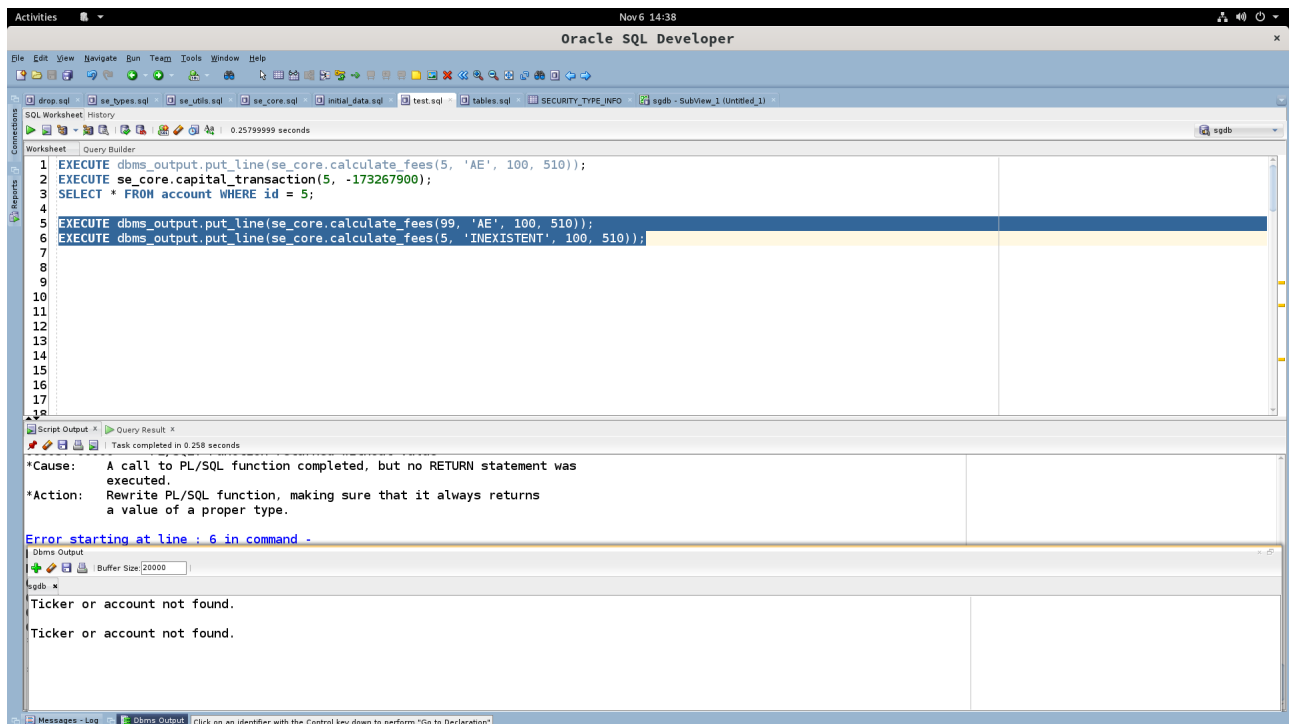 Activities
Nov 6 14:38
Oracle SQL Developer
×
File Edit View Navigate Run Team Tools Window Help
drop.sql × se_types.sql × se_utils.sql × se_core.sql × initial_data.sql × test.sql × tables.sql × SECURITY_TYPE_INFO × sgdb - SubView_1 (Untitled_1) ×
Connections
Reports
SQL Worksheet History
0.25799999 seconds
sgdb
Worksheet Query Builder
1 EXECUTE dbms_output.put_line(se_core.calculate_fees(5, 'AE', 100, 510));
2 EXECUTE se_core.capital_transaction(5, -173267900);
3 SELECT * FROM account WHERE id = 5;
4
5 EXECUTE dbms_output.put_line(se_core.calculate_fees(99, 'AE', 100, 510));
6 EXECUTE dbms_output.put_line(se_core.calculate_fees(5, 'INEXISTENT', 100, 510));
7
8
9
10
11
12
13
14
15
16
17
18
Script Output × Query Result ×
Task completed in 0.258 seconds
*Cause: A call to PL/SQL function completed, but no RETURN statement was
executed.
*Action: Rewrite PL/SQL function, making sure that it always returns
a value of a proper type.
Error starting at line : 6 in command -
Dbms Output
Buffer Size: 20000
sgdb ×
Ticker or account not found.
Ticker or account not found.
Messages - Log Dbms Output Click on an identifier with the Control key down to perform "Go to Declaration"